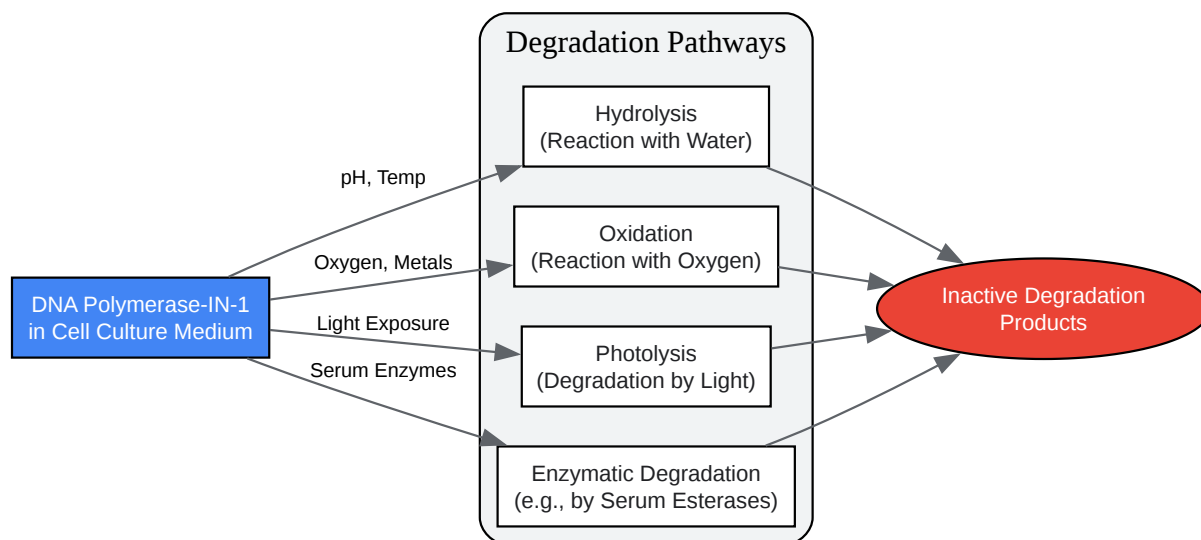 Degradation Pathways
Hydrolysis
(Reaction with Water)
pH, Temp
Oxidation
(Reaction with Oxygen)
Oxygen, Metals
DNA Polymerase-IN-1
in Cell Culture Medium
Inactive Degradation
Products
Light Exposure
Photolysis
(Degradation by Light)
Serum Enzymes
Enzymatic Degradation
(e.g., by Serum Esterases)